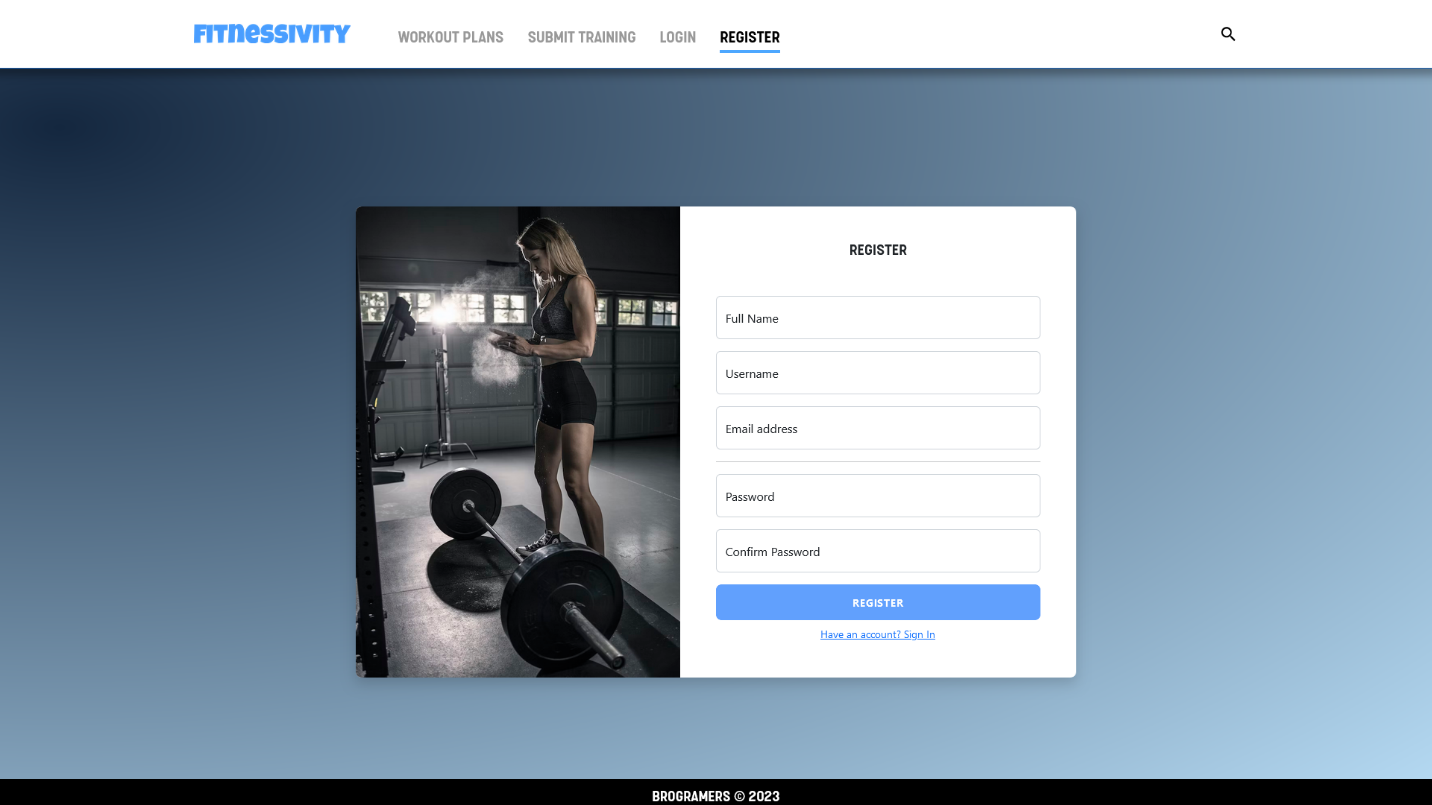 FITNESSIVITY
WORKOUT PLANS
SUBMIT TRAINING
LOGIN
REGISTER
REGISTER
Full Name
Username
Email address
Password
Confirm Password
REGISTER
Have an account? Sign In
BROGRAMERS © 2023